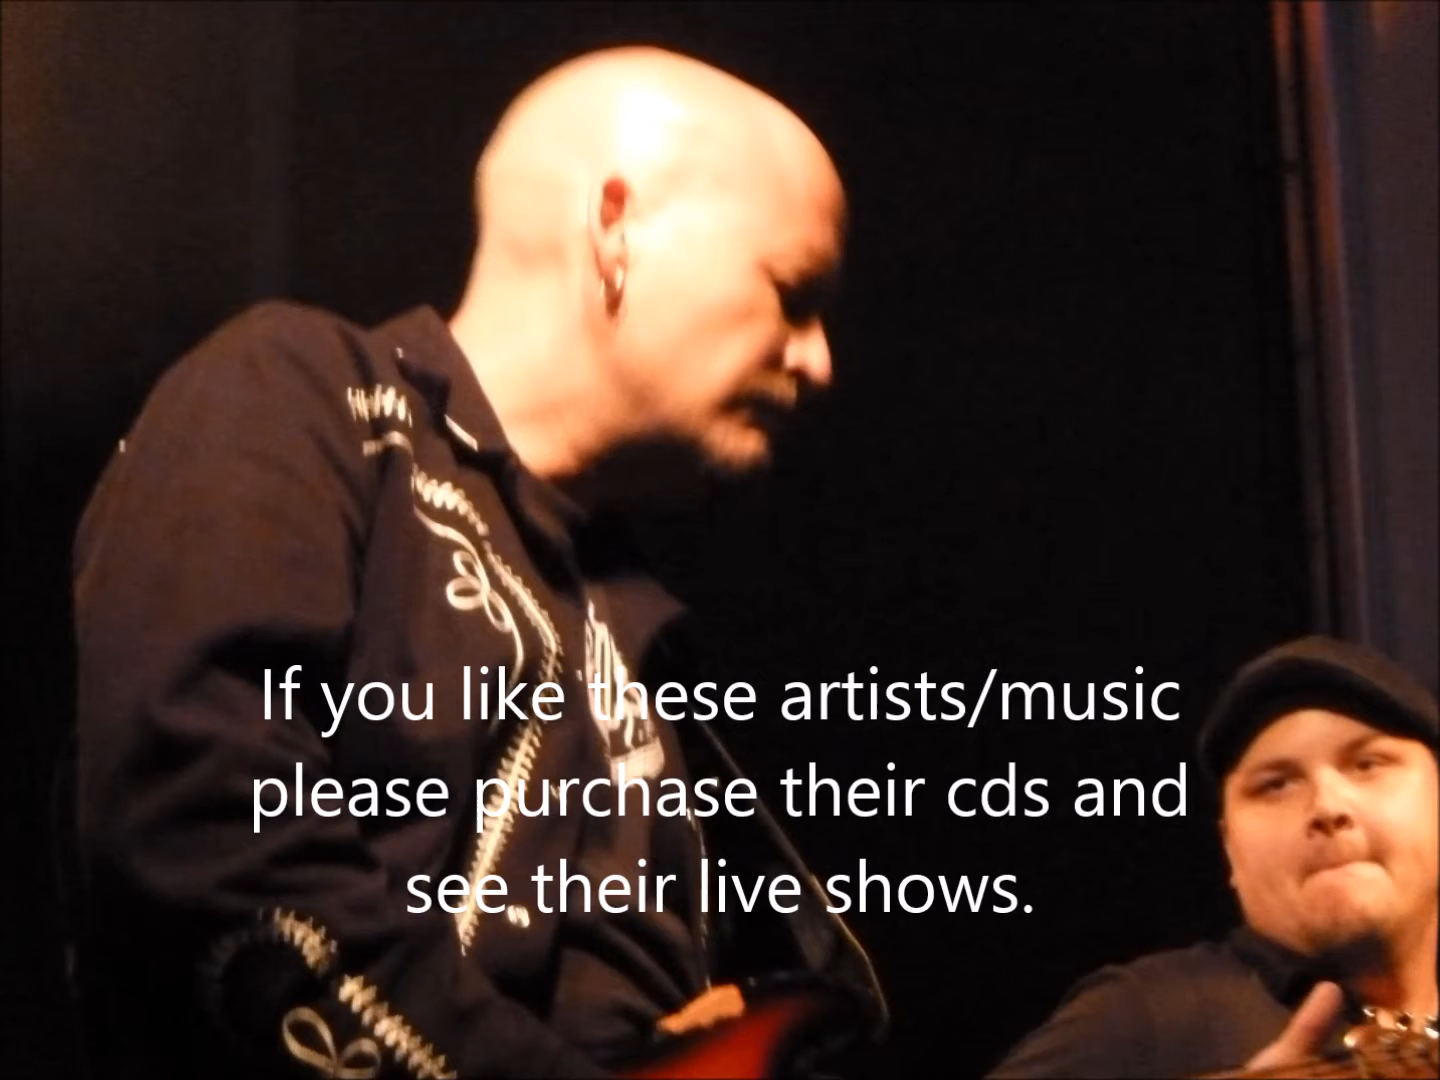 If you like these artists/music
please purchase their cds and
see their live shows.